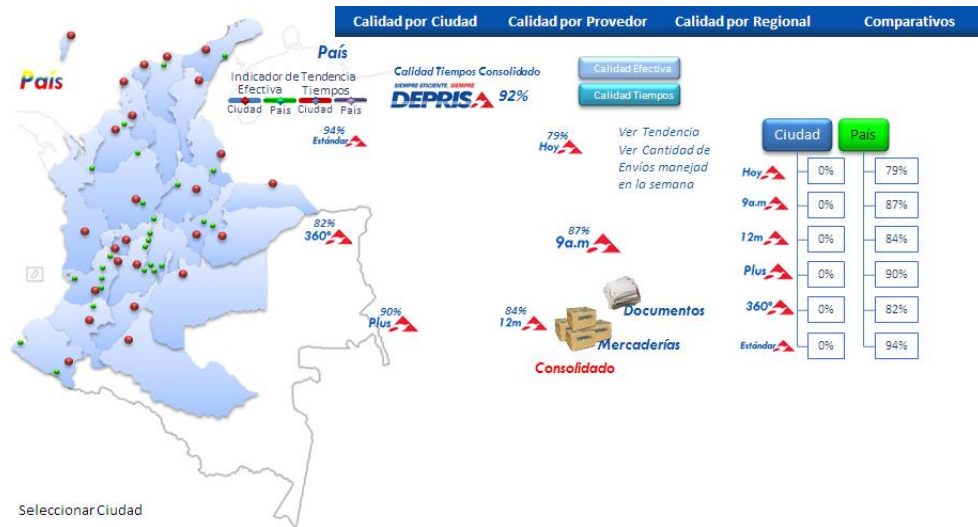 Calidad por Ciudad
Calidad por Provedor
Calidad por Regional
Comparativos
País
País
Indicador de Tendencia
Efectiva Tiempos
Ciudad País Ciudad País
Calidad Tiempos Consolidado
SIEMPRE EFICIENTE, SIEMPRE
DEPRISA 92%
Calidad Efectiva
Calidad Tiempos
94%
Estándar
79%
Hoy
Ver Tendencia
Ver Cantidad de
Envíos manejad
en la semana
82%
360°
87%
9a.m
90%
Plus
84%
12m
Documentos
Mercaderías
Consolidado
Ciudad País
Hoy 0% 79%
9a.m 0% 87%
12m 0% 84%
Plus 0% 90%
360° 0% 82%
Estándar 0% 94%
Seleccionar Ciudad